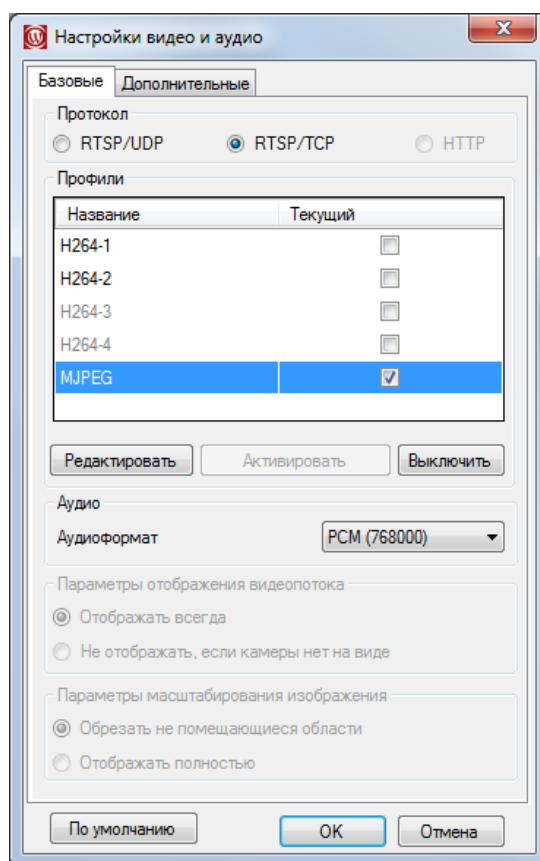 Настройки видео и аудио
Базовые Дополнительные
Протокол
RTSP/UDP RTSP/TCP HTTP
Профили
Название Текущий
H264-1
H264-2
H264-3
H264-4
MJPEG
Редактировать Активировать Выключить
Аудио
Аудиоформат PCM (768000)
Параметры отображения видеопотока
Отображать всегда
Не отображать, если камеры нет на виде
Параметры масштабирования изображения
Обрезать не помещающиеся области
Отображать полностью
По умолчанию OK Отмена